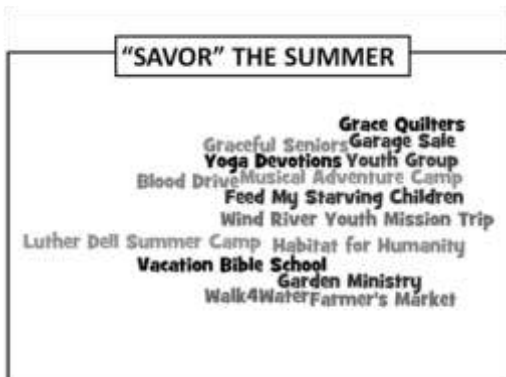 "SAVOR" THE SUMMER
Grace Quilters
Graceful Seniors Garage Sale
Yoga Devotions Youth Group
Blood Drive Musical Adventure Camp
Feed My Starving Children
Wind River Youth Mission Trip
Luther Dell Summer Camp Habitat for Humanity
Vacation Bible School
Garden Ministry
Walk4Water Farmer's Market